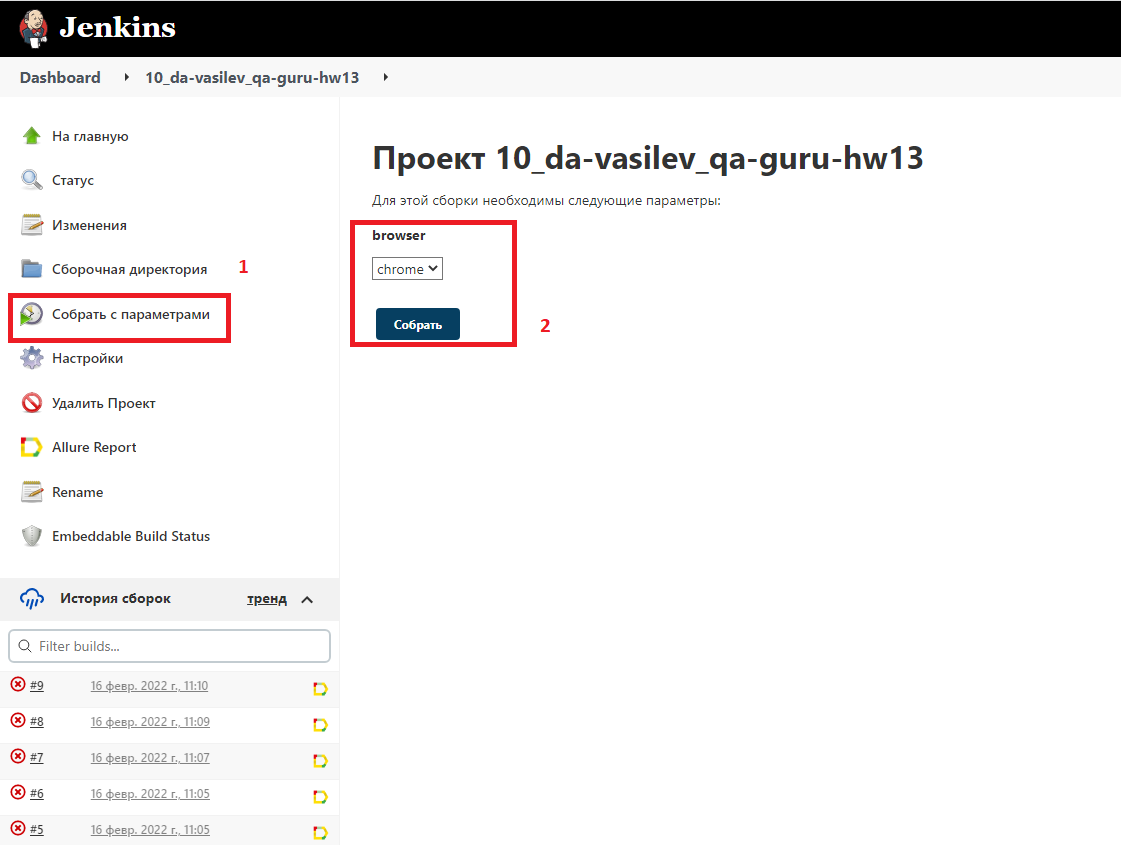 Jenkins
Dashboard
10_da-vasilev_qa-guru-hw13
На главную
Статус
Изменения
Сборочная директория
1
Собрать с параметрами
Настройки
Удалить Проект
Allure Report
Rename
Embeddable Build Status
История сборок
тренд
Filter builds...
#9 16 февр. 2022 г., 11:10
#8 16 февр. 2022 г., 11:09
#7 16 февр. 2022 г., 11:07
#6 16 февр. 2022 г., 11:05
#5 16 февр. 2022 г., 11:05
Проект 10_da-vasilev_qa-guru-hw13
Для этой сборки необходимы следующие параметры:
browser
chrome
Собрать
2